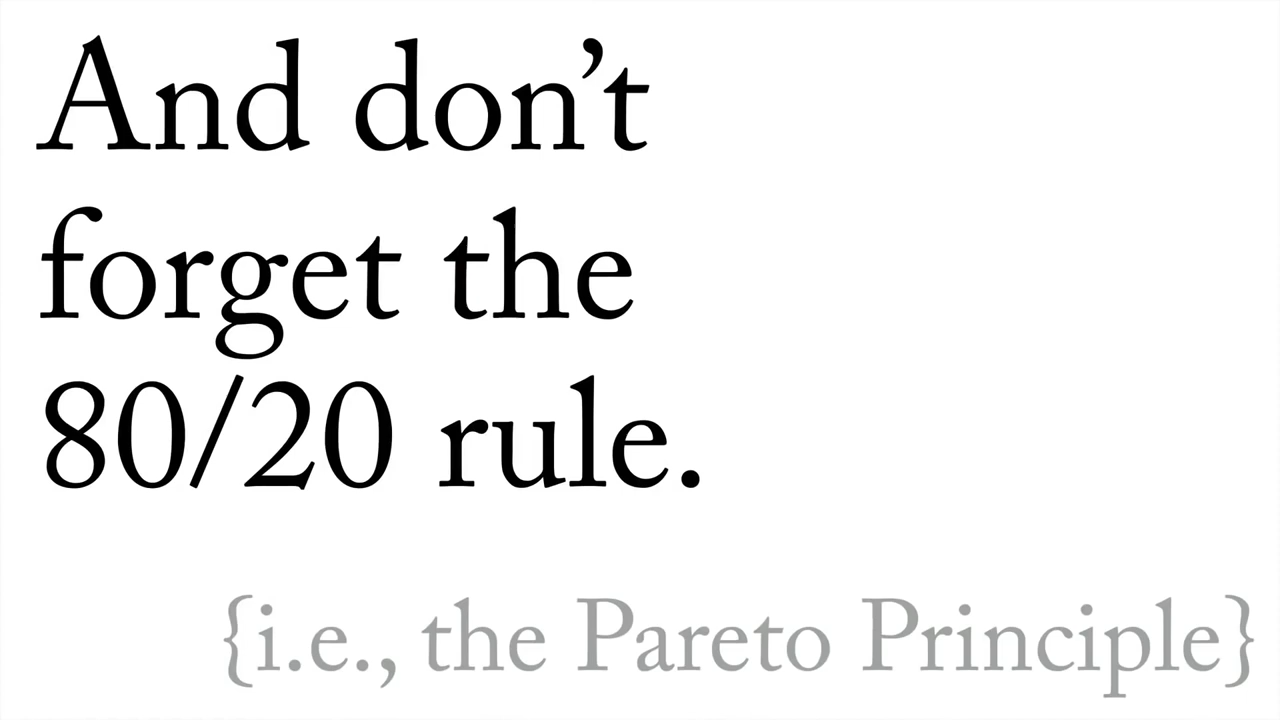 And don’t
forget the
80/20 rule.
{i.e., the Pareto Principle}